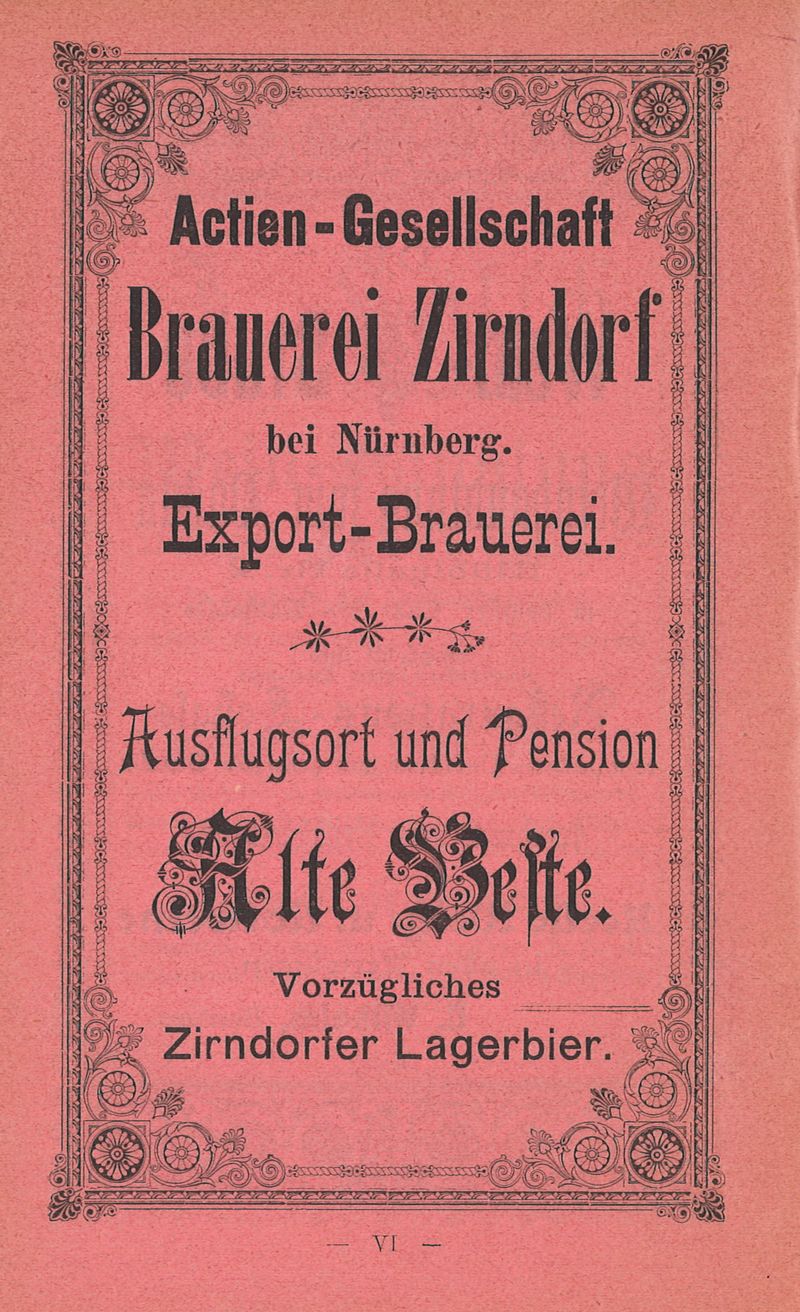 Actien-Gesellschaft
Brauerei Zirndorf
bei Nürnberg.
Export-Brauerei.
Ausflugsort und Pension
Alte Veste.
Vorzügliches
Zirndorfer Lagerbier.
— VI —